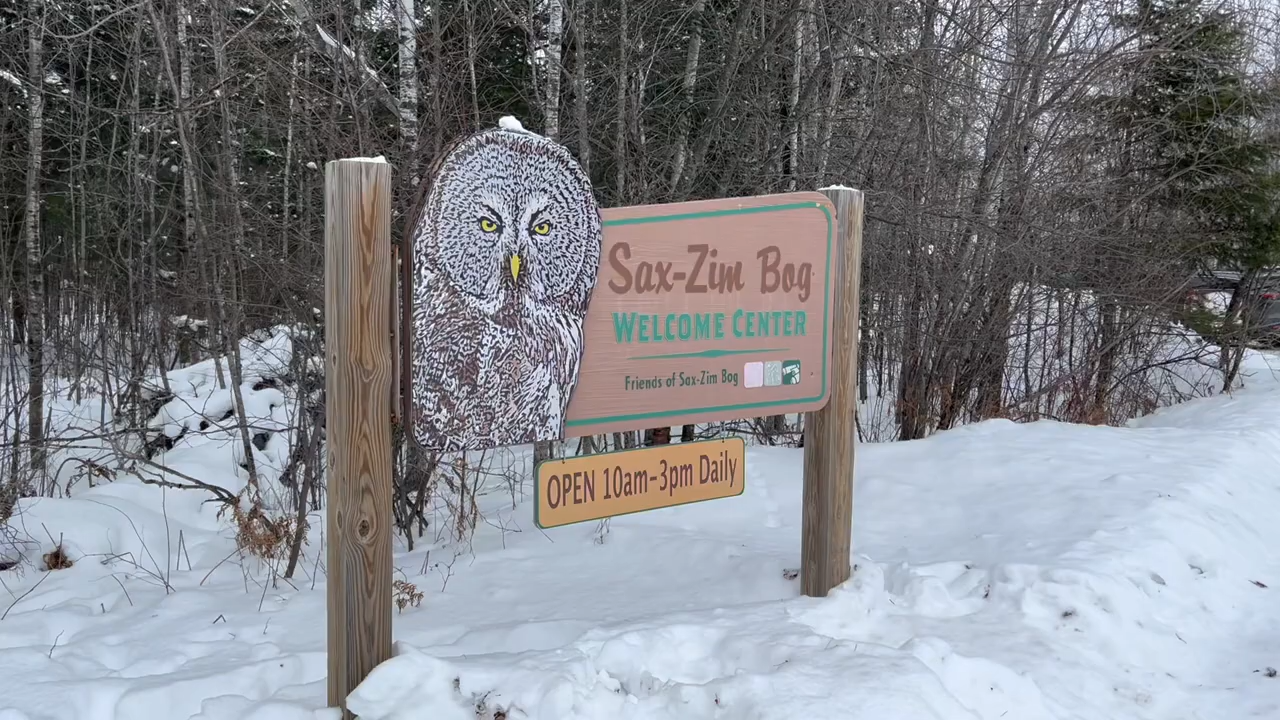 Sax-Zim Bog
WELCOME CENTER
Friends of Sax-Zim Bog
OPEN 10am-3pm Daily